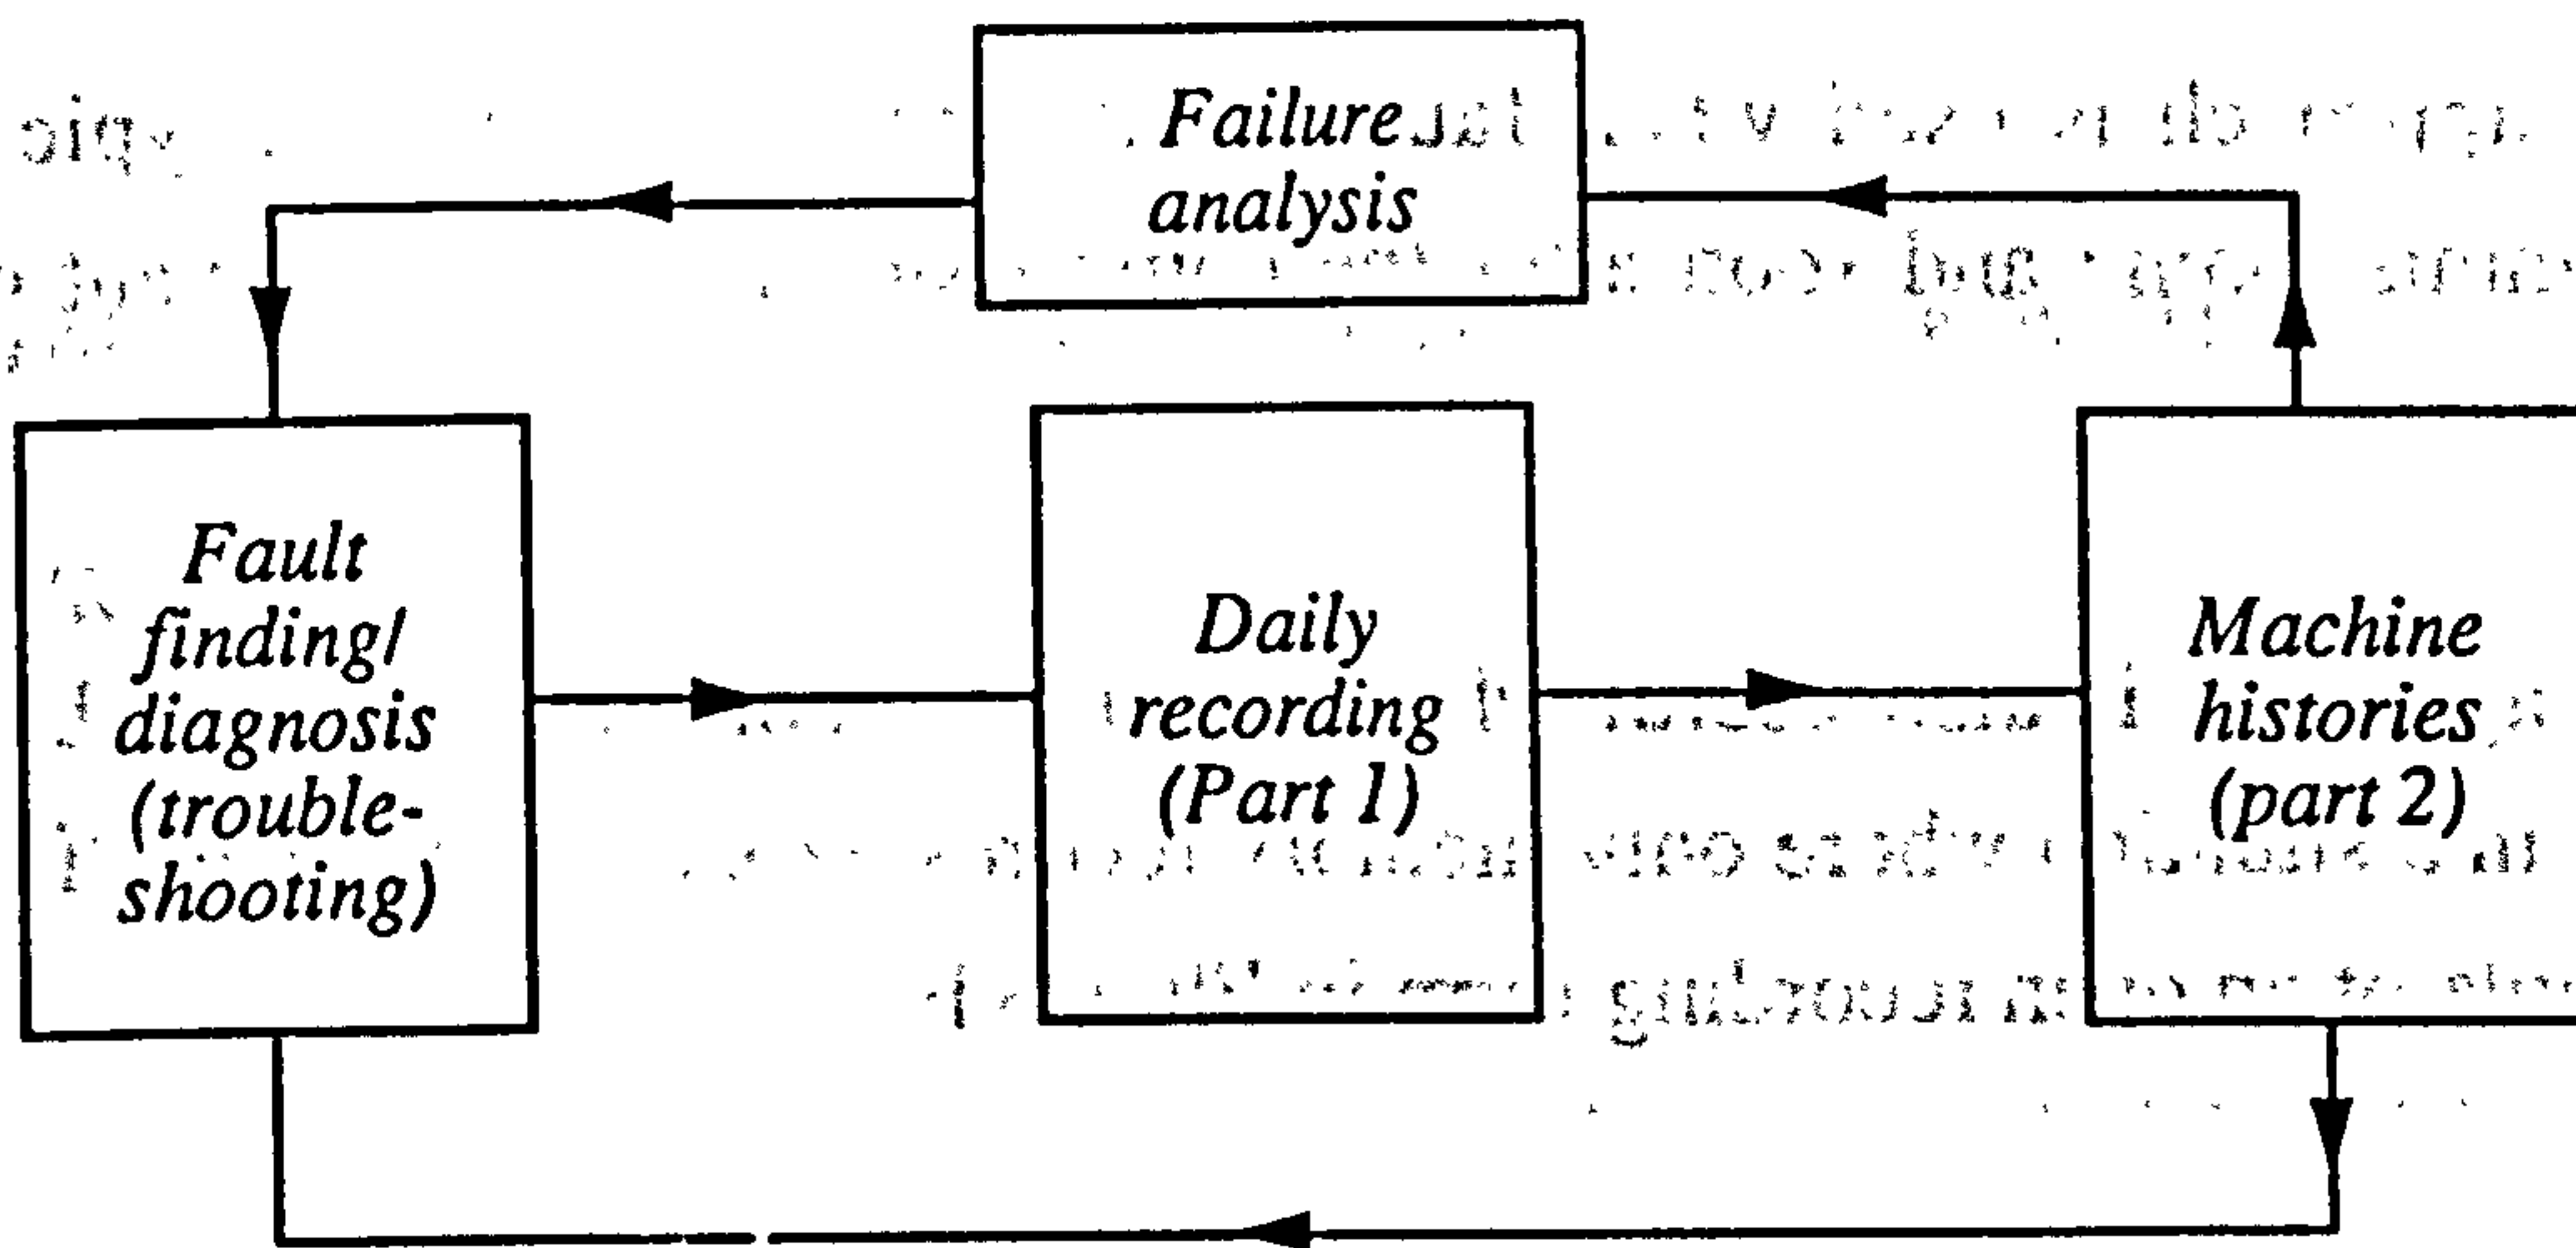 Failure
analysis
Fault
finding/
diagnosis
(trouble-
shooting)
Daily
recording
(Part 1)
Machine
histories
(part 2)